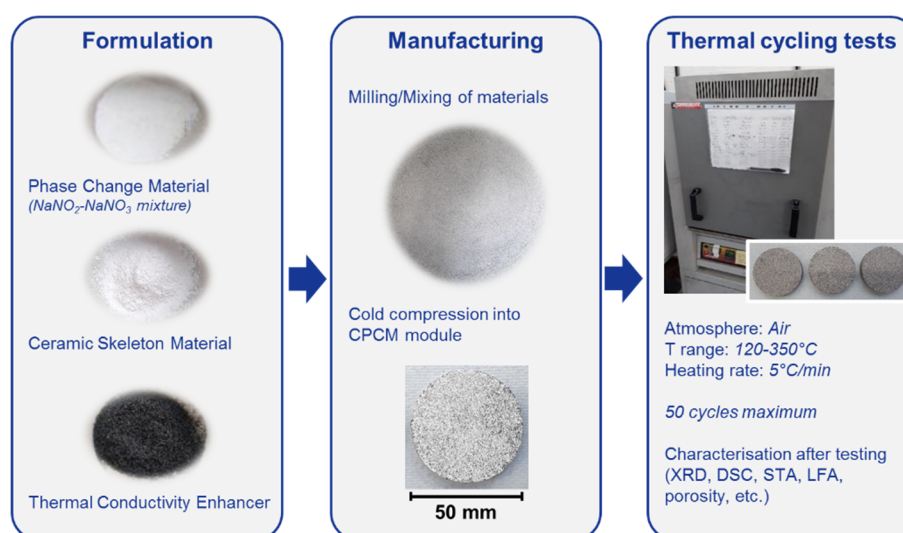 Formulation
Phase Change Material
(NaNO₂-NaNO₃ mixture)
Ceramic Skeleton Material
Thermal Conductivity Enhancer
Manufacturing
Milling/Mixing of materials
Cold compression into
CPCM module
50 mm
Thermal cycling tests
Atmosphere: Air
T range: 120-350°C
Heating rate: 5°C/min
50 cycles maximum
Characterisation after testing
(XRD, DSC, STA, LFA,
porosity, etc.)